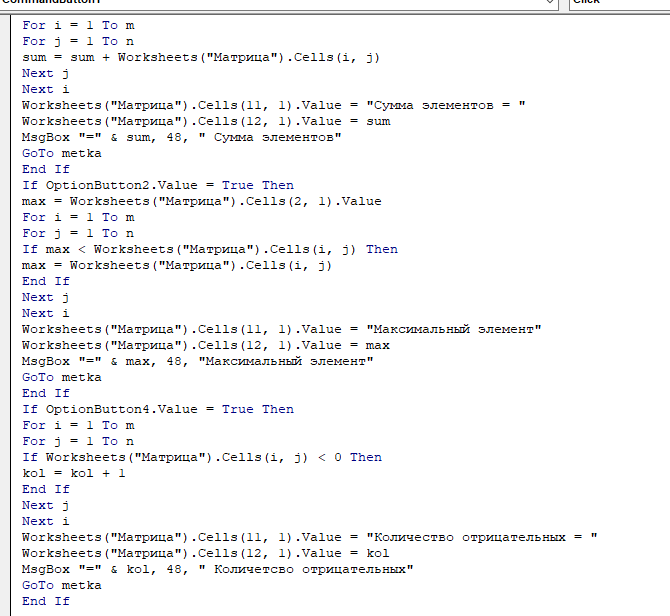 CommandButton1 Click
For i = 1 To m
For j = 1 To n
sum = sum + Worksheets("Матрица").Cells(i, j)
Next j
Next i
Worksheets("Матрица").Cells(11, 1).Value = "Сумма элементов = "
Worksheets("Матрица").Cells(12, 1).Value = sum
MsgBox "=" & sum, 48, " Сумма элементов"
GoTo metka
End If
If OptionButton2.Value = True Then
max = Worksheets("Матрица").Cells(2, 1).Value
For i = 1 To m
For j = 1 To n
If max < Worksheets("Матрица").Cells(i, j) Then
max = Worksheets("Матрица").Cells(i, j)
End If
Next j
Next i
Worksheets("Матрица").Cells(11, 1).Value = "Максимальный элемент"
Worksheets("Матрица").Cells(12, 1).Value = max
MsgBox "=" & max, 48, "Максимальный элемент"
GoTo metka
End If
If OptionButton4.Value = True Then
For i = 1 To m
For j = 1 To n
If Worksheets("Матрица").Cells(i, j) < 0 Then
kol = kol + 1
End If
Next j
Next i
Worksheets("Матрица").Cells(11, 1).Value = "Количество отрицательных = "
Worksheets("Матрица").Cells(12, 1).Value = kol
MsgBox "=" & kol, 48, " Количетсво отрицательных"
GoTo metka
End If